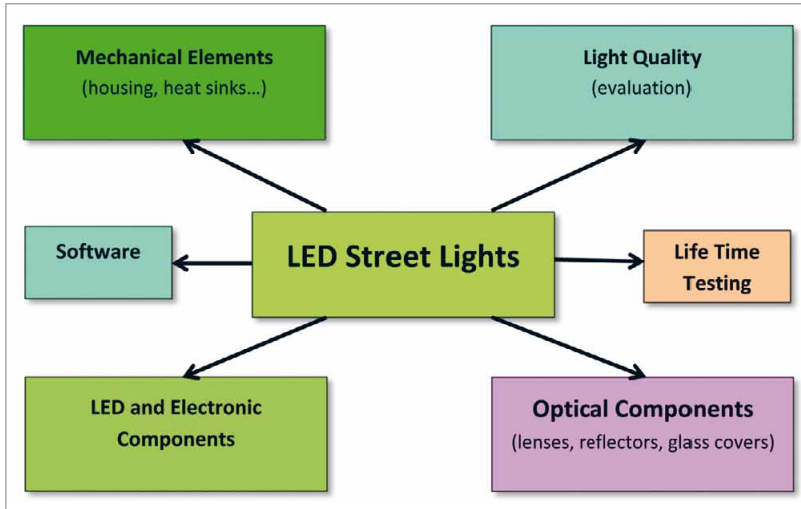 Mechanical Elements
(housing, heat sinks...)
Light Quality
(evaluation)
Software
LED Street Lights
Life Time
Testing
LED and Electronic
Components
Optical Components
(lenses, reflectors, glass covers)